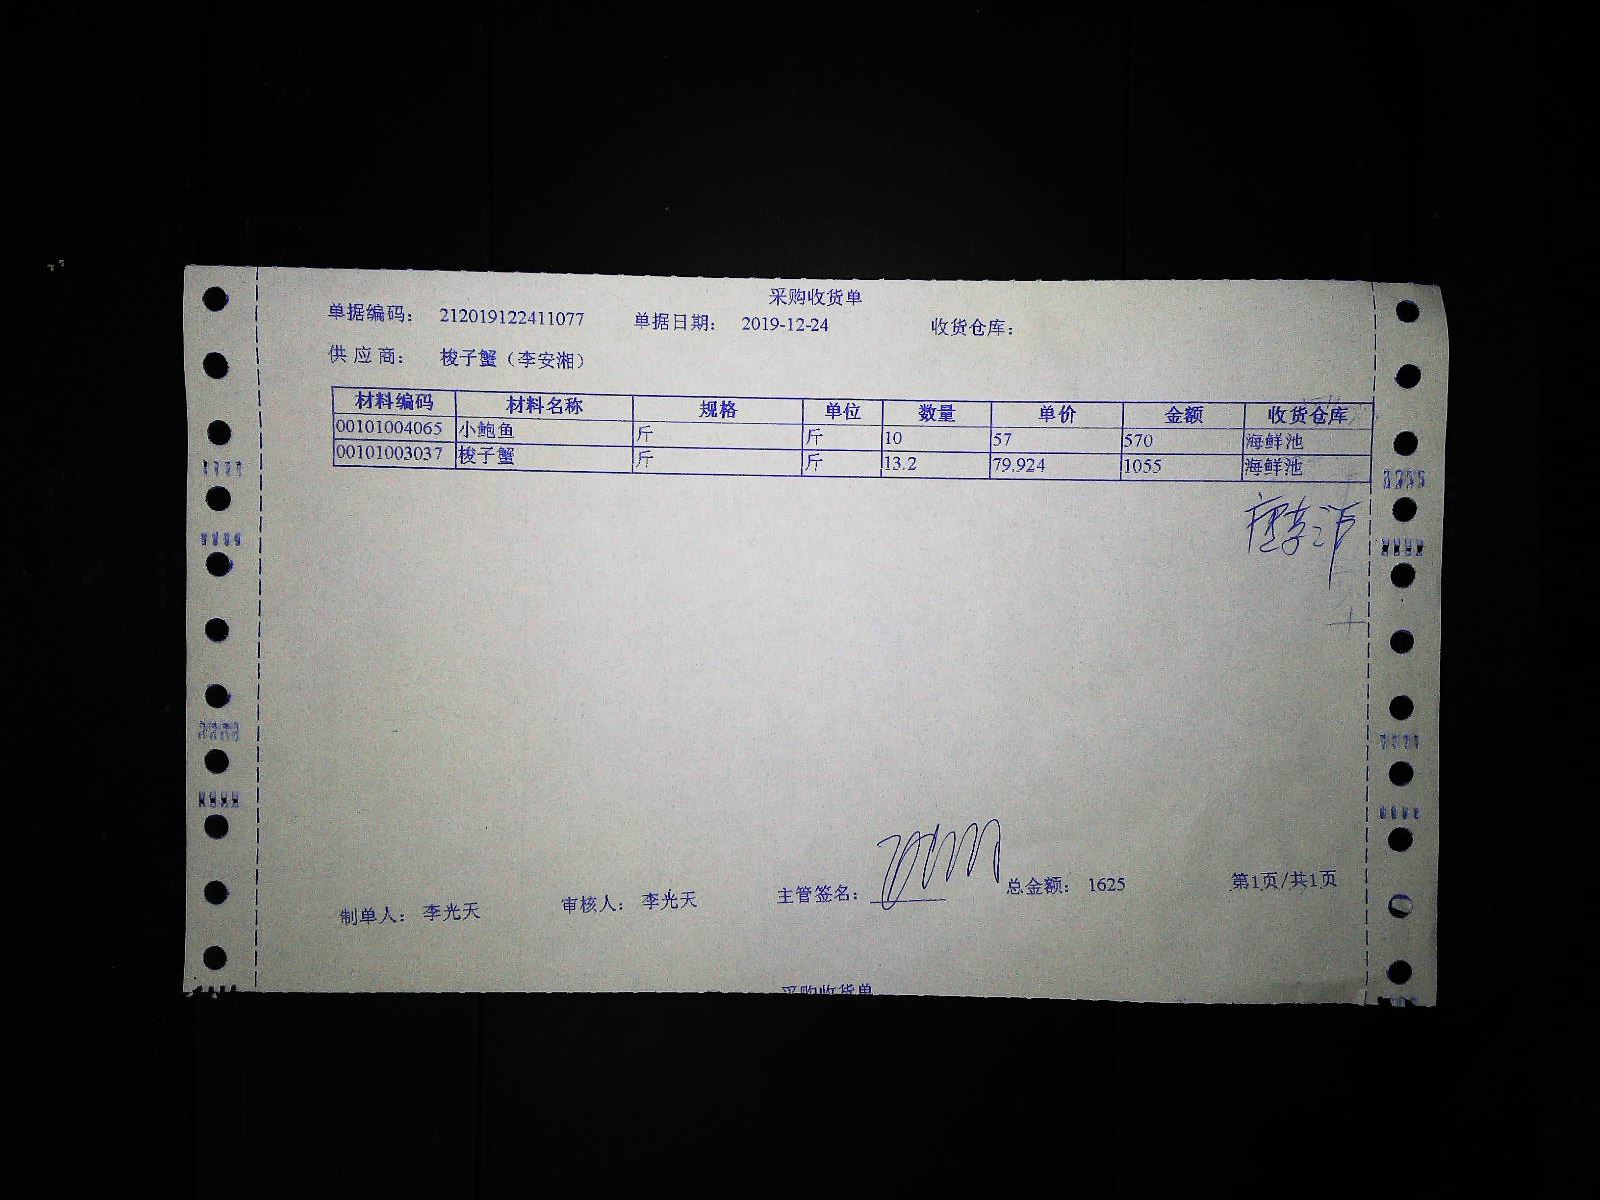 采购收货单
单据编码： 212019122411077 单据日期： 2019-12-24 收货仓库：
供 应 商： 梭子蟹（李安湘）
材料编码 材料名称 规格 单位 数量 单价 金额 收货仓库
00101004065 小鲍鱼 斤 斤 10 57 570 海鲜池
00101003037 梭子蟹 斤 斤 13.2 79.924 1055 海鲜池
制单人： 李光天 审核人： 李光天 主管签名： 总金额： 1625 第1页/共1页
采购收货单